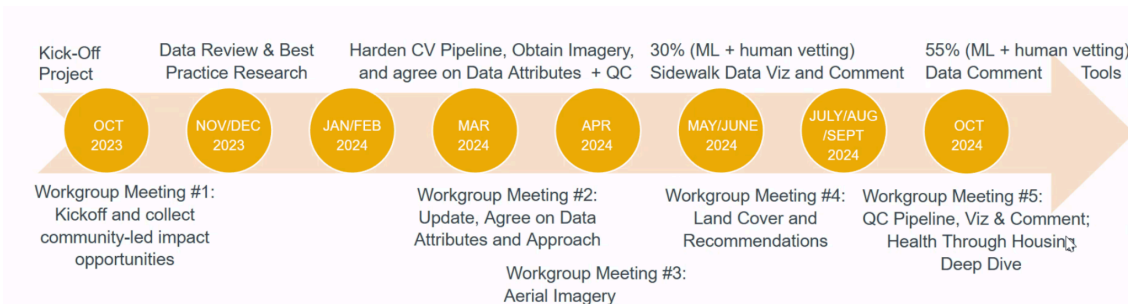 Kick-Off
Project
Data Review & Best
Practice Research
Harden CV Pipeline, Obtain Imagery,
and agree on Data Attributes + QC
30% (ML + human vetting)
Sidewalk Data Viz and Comment
55% (ML + human vetting)
Data Comment Tools
OCT
2023
NOV/DEC
2023
JAN/FEB
2024
MAR
2024
APR
2024
MAY/JUNE
2024
JULY/AUG
/SEPT
2024
OCT
2024
Workgroup Meeting #1:
Kickoff and collect
community-led impact
opportunities
Workgroup Meeting #2:
Update, Agree on Data
Attributes and Approach
Workgroup Meeting #3:
Aerial Imagery
Workgroup Meeting #4:
Land Cover and
Recommendations
Workgroup Meeting #5:
QC Pipeline, Viz & Comment;
Health Through Housing
Deep Dive